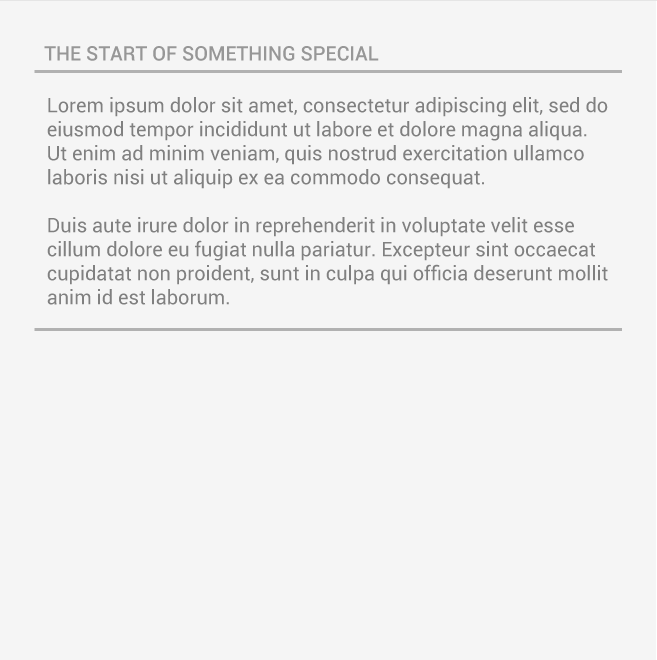 THE START OF SOMETHING SPECIAL
Lorem ipsum dolor sit amet, consectetur adipiscing elit, sed do
eiusmod tempor incididunt ut labore et dolore magna aliqua.
Ut enim ad minim veniam, quis nostrud exercitation ullamco
laboris nisi ut aliquip ex ea commodo consequat.
Duis aute irure dolor in reprehenderit in voluptate velit esse
cillum dolore eu fugiat nulla pariatur. Excepteur sint occaecat
cupidatat non proident, sunt in culpa qui officia deserunt mollit
anim id est laborum.